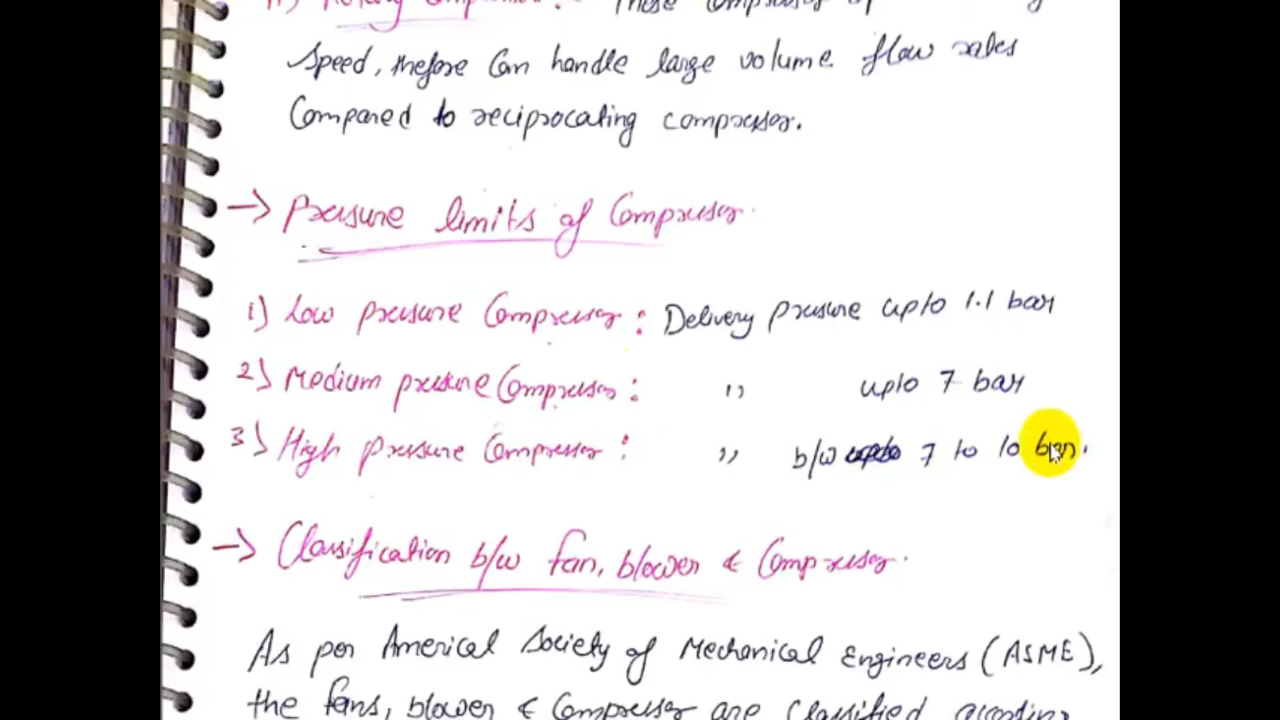 speed, therefore can handle large volume flow rates
Compared to reciprocating compressor.
→ Pressure limits of Compressor.
1) Low pressure Compressor : Delivery pressure upto 1.1 bar
2) Medium pressure Compressor : ,, upto 7 bar
3) High pressure Compressor : ,, b/w 7 to 10 bar.
→ Classification b/w fan, blower & Compressor.
As per Americal Society of Mechanical Engineers (ASME),
the fans, blower & Compressor are classified according